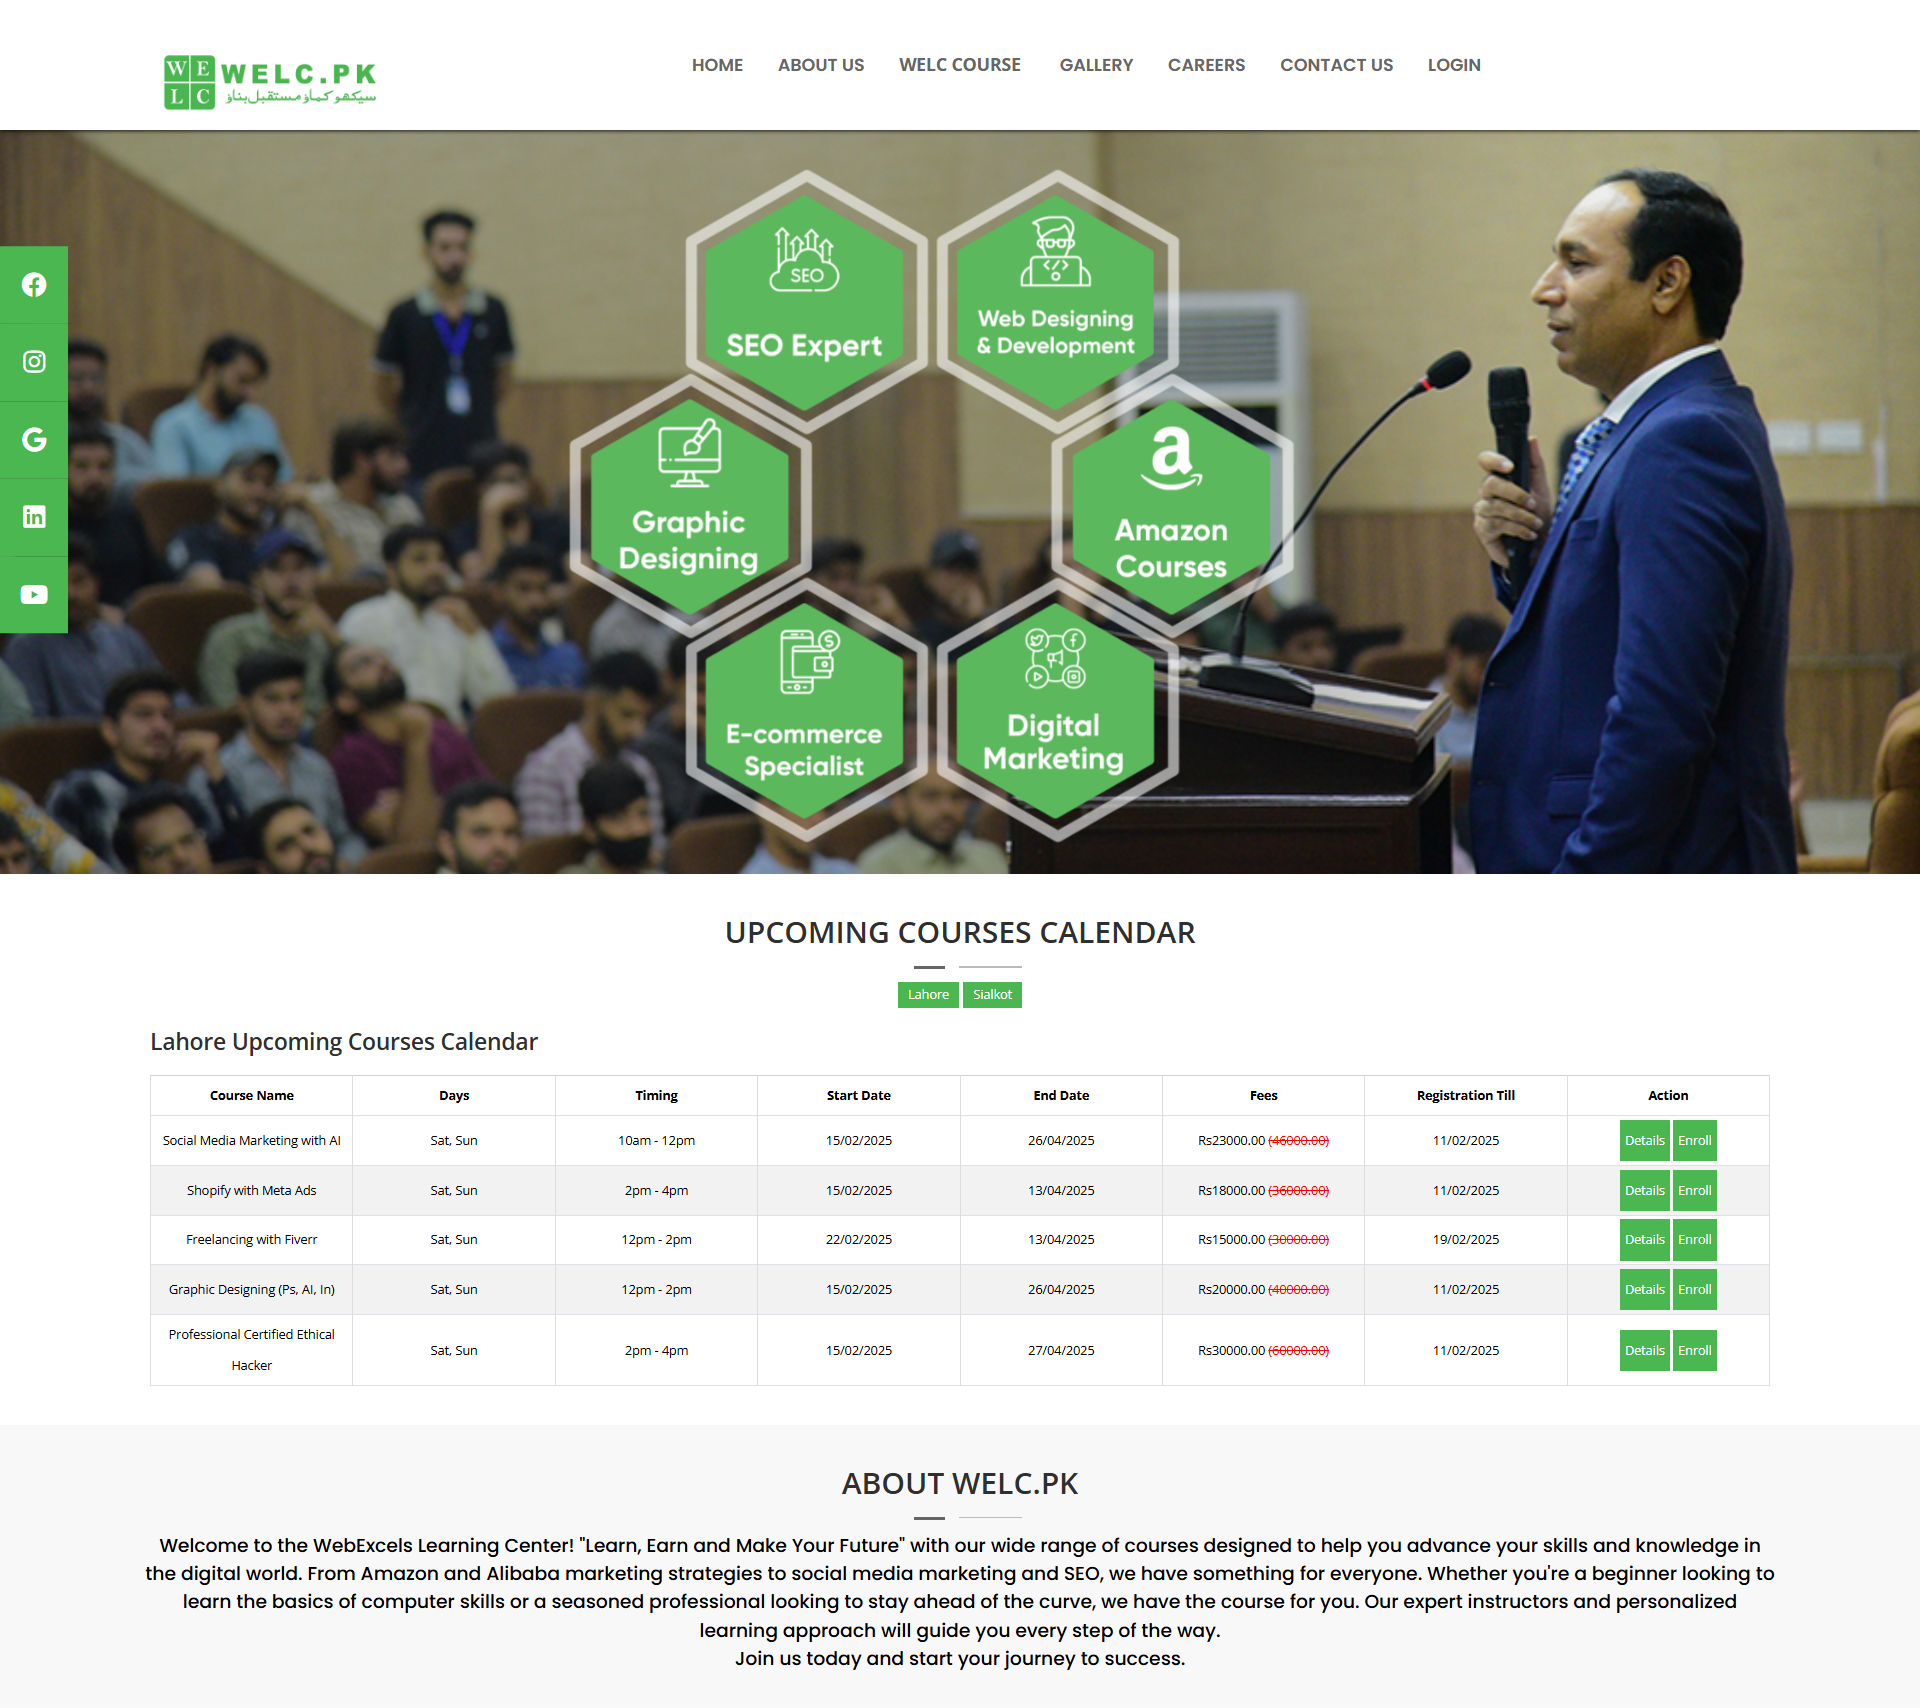 WE WELC.PK
LC سیکھو کماؤ مستقبل بناؤ
HOME ABOUT US WELC COURSE GALLERY CAREERS CONTACT US LOGIN
SEO
SEO Expert
Web Designing
& Development
Graphic
Designing
Amazon
Courses
E-commerce
Specialist
Digital
Marketing
UPCOMING COURSES CALENDAR
Lahore Sialkot
Lahore Upcoming Courses Calendar
Course Name Days Timing Start Date End Date Fees Registration Till Action
Social Media Marketing with AI Sat, Sun 10am - 12pm 15/02/2025 26/04/2025 Rs23000.00 (46000.00) 11/02/2025 Details Enroll
Shopify with Meta Ads Sat, Sun 2pm - 4pm 15/02/2025 13/04/2025 Rs18000.00 (36000.00) 11/02/2025 Details Enroll
Freelancing with Fiverr Sat, Sun 12pm - 2pm 22/02/2025 13/04/2025 Rs15000.00 (30000.00) 19/02/2025 Details Enroll
Graphic Designing (Ps, AI, In) Sat, Sun 12pm - 2pm 15/02/2025 26/04/2025 Rs20000.00 (40000.00) 11/02/2025 Details Enroll
Professional Certified Ethical
Hacker Sat, Sun 2pm - 4pm 15/02/2025 27/04/2025 Rs30000.00 (60000.00) 11/02/2025 Details Enroll
ABOUT WELC.PK
Welcome to the WebExcels Learning Center! "Learn, Earn and Make Your Future" with our wide range of courses designed to help you advance your skills and knowledge in
the digital world. From Amazon and Alibaba marketing strategies to social media marketing and SEO, we have something for everyone. Whether you're a beginner looking to
learn the basics of computer skills or a seasoned professional looking to stay ahead of the curve, we have the course for you. Our expert instructors and personalized
learning approach will guide you every step of the way.
Join us today and start your journey to success.